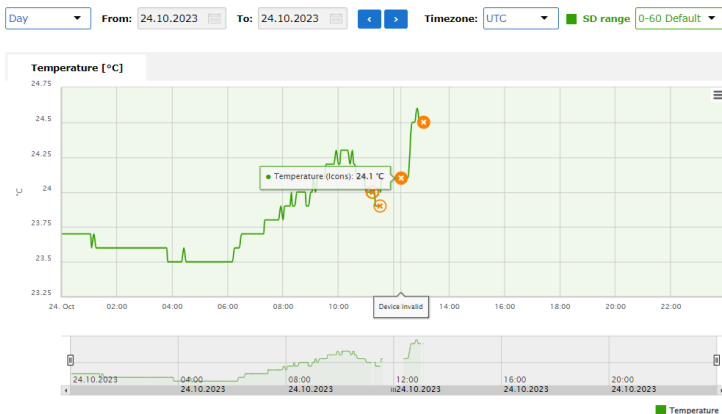 Day From: 24.10.2023 To: 24.10.2023 ‹ › Timezone: UTC SD range 0-60 Default
Temperature [°C]
24.75
24.5
24.25
24
23.75
23.5
23.25
°C
Temperature (Icons): 24.1 °C
Device invalid
24. Oct 02:00 04:00 06:00 08:00 10:00 14:00 16:00 18:00 20:00 22:00
04:00 08:00 12:00 16:00 20:00
24.10.2023 24.10.2023 24.10.2023 24.10.2023 24.10.2023 24.10.2023
Temperature